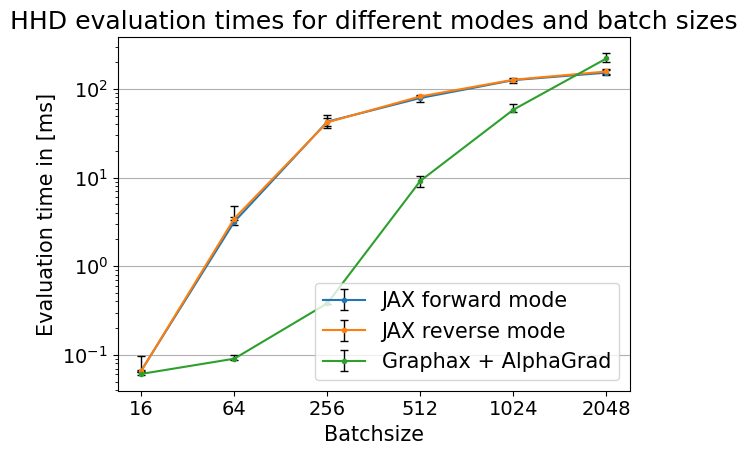 HHD evaluation times for different modes and batch sizes
Evaluation time in [ms]
10²
10¹
10⁰
10⁻¹
JAX forward mode
JAX reverse mode
Graphax + AlphaGrad
16 64 256 512 1024 2048
Batchsize